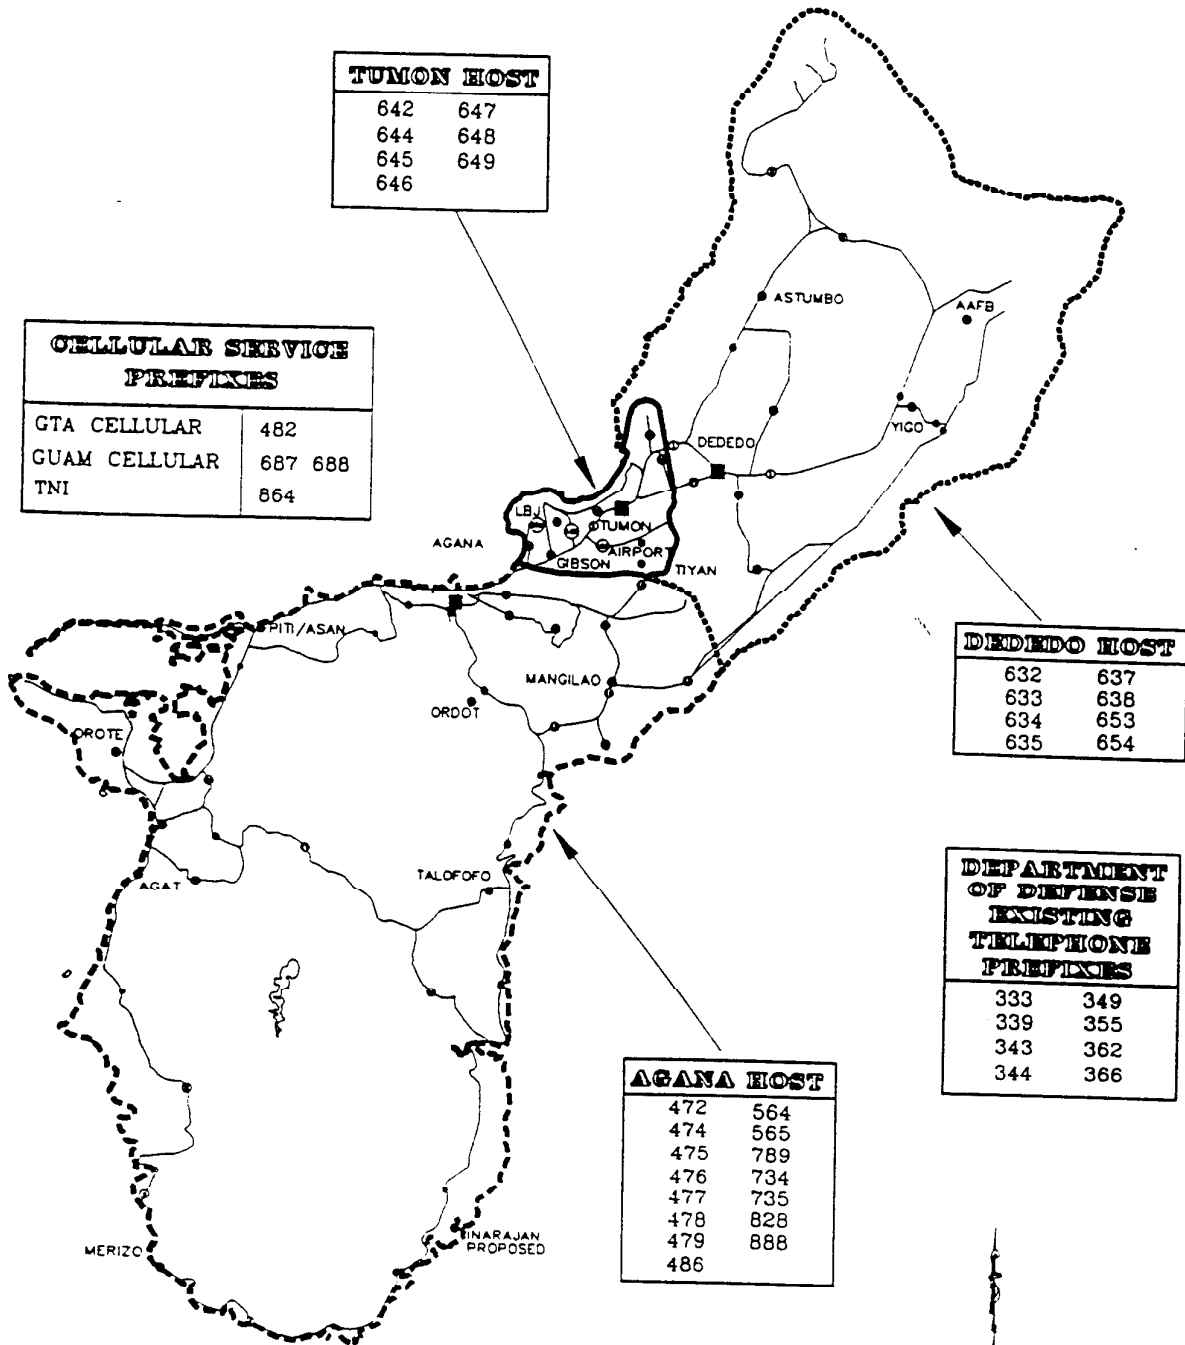 TUMON HOST
642 647
644 648
645 649
646
CELLULAR SERVICE
PREFIXES
GTA CELLULAR 482
GUAM CELLULAR 687 688
TNI 864
ASTUMBO
AAFB
YIGO
DEDEDO
LBJ
TUMON
AGANA
AIRPORT
GIBSON
TIYAN
PITI/ASAN
MANGILAO
ORDOT
OROTE
DEDEDO HOST
632 637
633 638
634 653
635 654
TALOFOFO
AGAT
DEPARTMENT
OF DEFENSE
EXISTING
TELEPHONE
PREFIXES
333 349
339 355
343 362
344 366
AGANA HOST
472 564
474 565
475 789
476 734
477 735
478 828
479 888
486
INARAJAN
PROPOSED
MERIZO